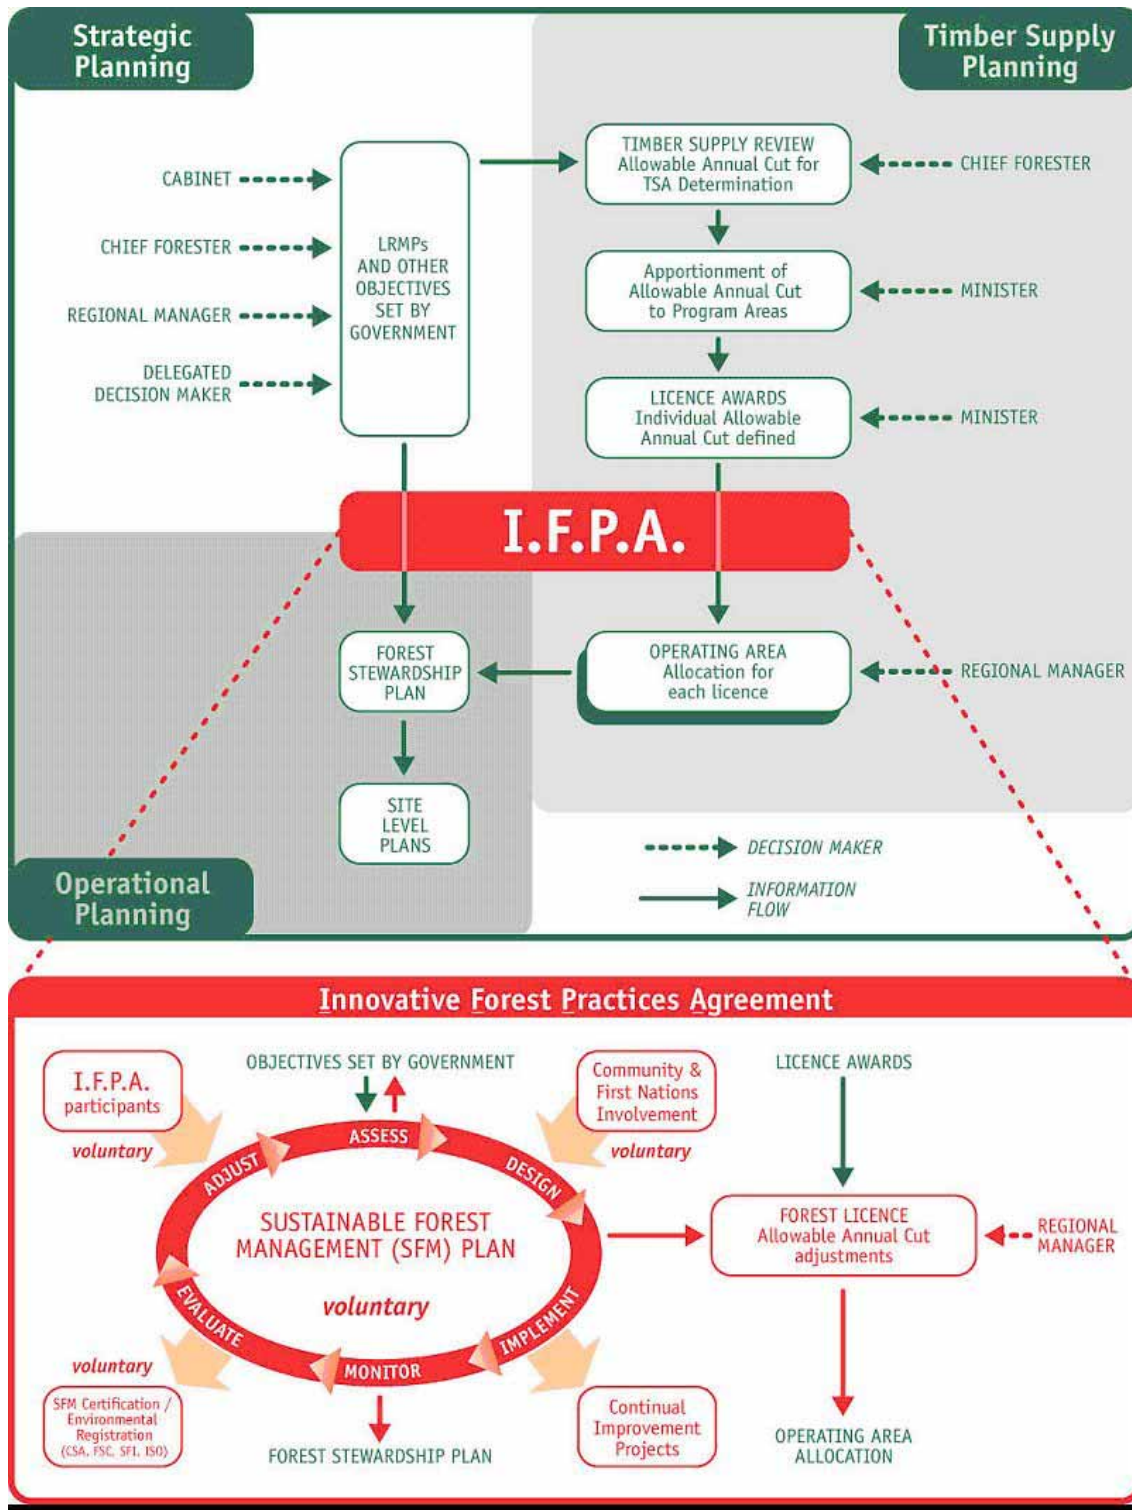 Strategic
Planning
Timber Supply
Planning
CABINET
CHIEF FORESTER
REGIONAL MANAGER
DELEGATED
DECISION MAKER
LRMPs
AND OTHER
OBJECTIVES
SET BY
GOVERNMENT
TIMBER SUPPLY REVIEW
Allowable Annual Cut for
TSA Determination
CHIEF FORESTER
Apportionment of
Allowable Annual Cut
to Program Areas
MINISTER
LICENCE AWARDS
Individual Allowable
Annual Cut defined
MINISTER
I.F.P.A.
FOREST
STEWARDSHIP
PLAN
OPERATING AREA
Allocation for
each licence
REGIONAL MANAGER
SITE
LEVEL
PLANS
Operational
Planning
DECISION MAKER
INFORMATION
FLOW
Innovative Forest Practices Agreement
I.F.P.A.
participants
voluntary
OBJECTIVES SET BY GOVERNMENT
Community &
First Nations
Involvement
voluntary
LICENCE AWARDS
ASSESS
DESIGN
IMPLEMENT
MONITOR
EVALUATE
ADJUST
SUSTAINABLE FOREST
MANAGEMENT (SFM) PLAN
voluntary
FOREST LICENCE
Allowable Annual Cut
adjustments
REGIONAL
MANAGER
voluntary
SFM Certification /
Environmental
Registration
(CSA, FSC, SFI, ISO)
FOREST STEWARDSHIP PLAN
Continual
Improvement
Projects
OPERATING AREA
ALLOCATION